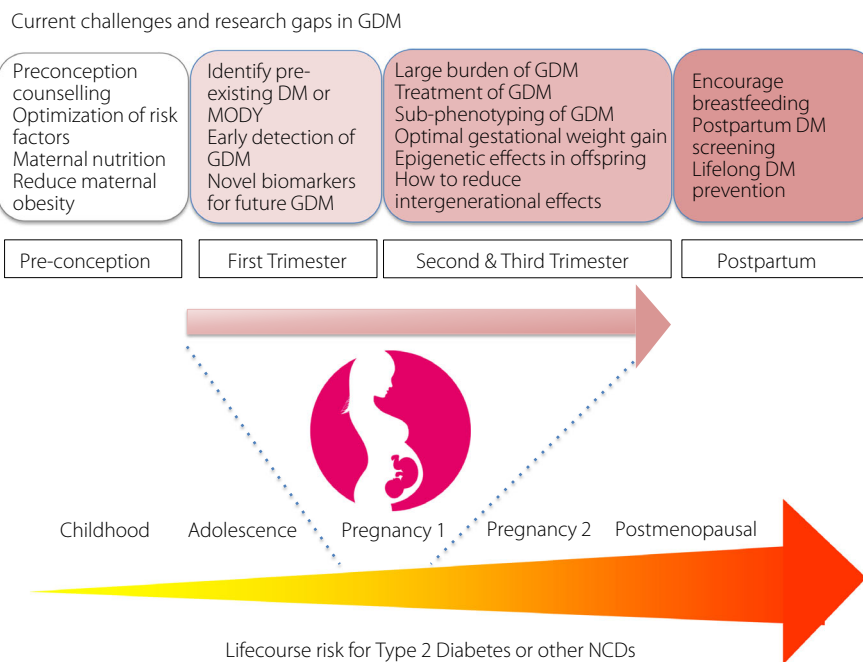 Current challenges and research gaps in GDM
Preconception
counselling
Optimization of risk
factors
Maternal nutrition
Reduce maternal
obesity
Identify pre-
existing DM or
MODY
Early detection of
GDM
Novel biomarkers
for future GDM
Large burden of GDM
Treatment of GDM
Sub-phenotyping of GDM
Optimal gestational weight gain
Epigenetic effects in offspring
How to reduce
intergenerational effects
Encourage
breastfeeding
Postpartum DM
screening
Lifelong DM
prevention
Pre-conception
First Trimester
Second & Third Trimester
Postpartum
Childhood
Adolescence
Pregnancy 1
Pregnancy 2
Postmenopausal
Lifecourse risk for Type 2 Diabetes or other NCDs